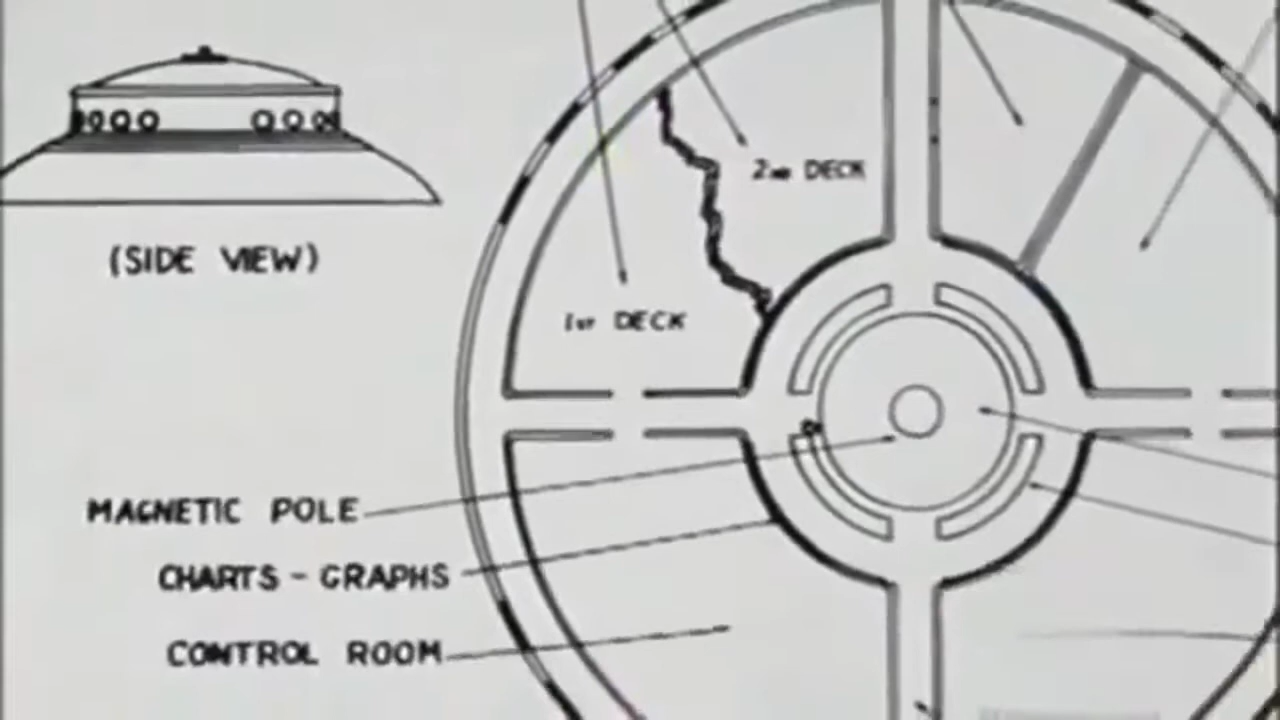 2ND DECK
(SIDE VIEW)
1ST DECK
MAGNETIC POLE
CHARTS - GRAPHS
CONTROL ROOM